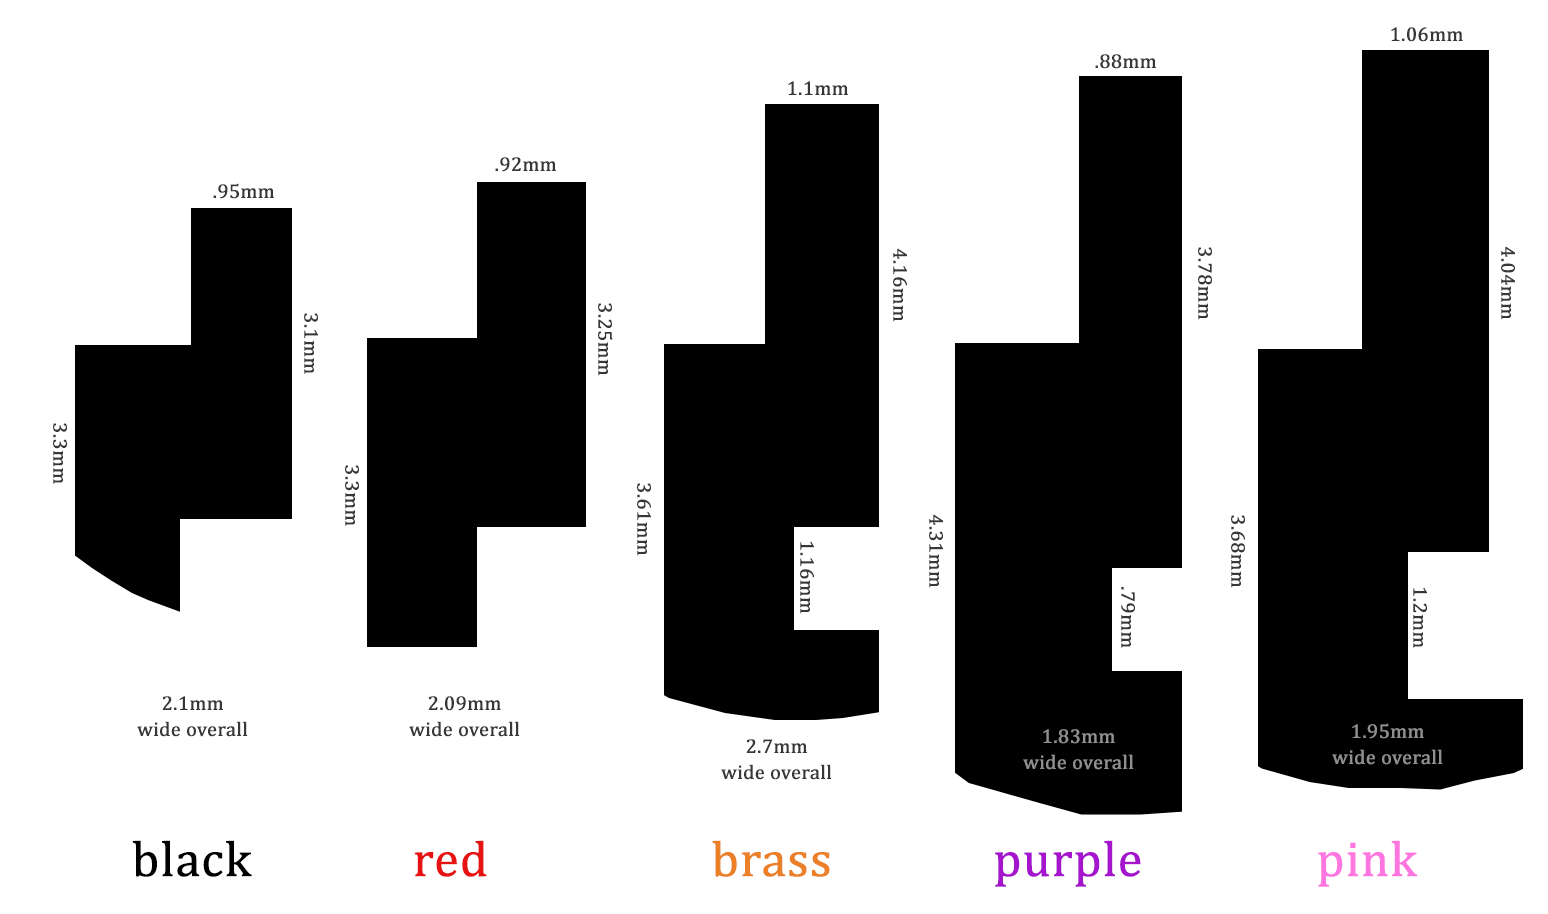 .95mm
3.1mm
3.3mm
2.1mm
wide overall
black
.92mm
3.25mm
3.3mm
2.09mm
wide overall
red
1.1mm
4.16mm
3.61mm
1.16mm
2.7mm
wide overall
brass
.88mm
3.78mm
4.31mm
.79mm
1.83mm
wide overall
purple
1.06mm
4.04mm
3.68mm
1.2mm
1.95mm
wide overall
pink